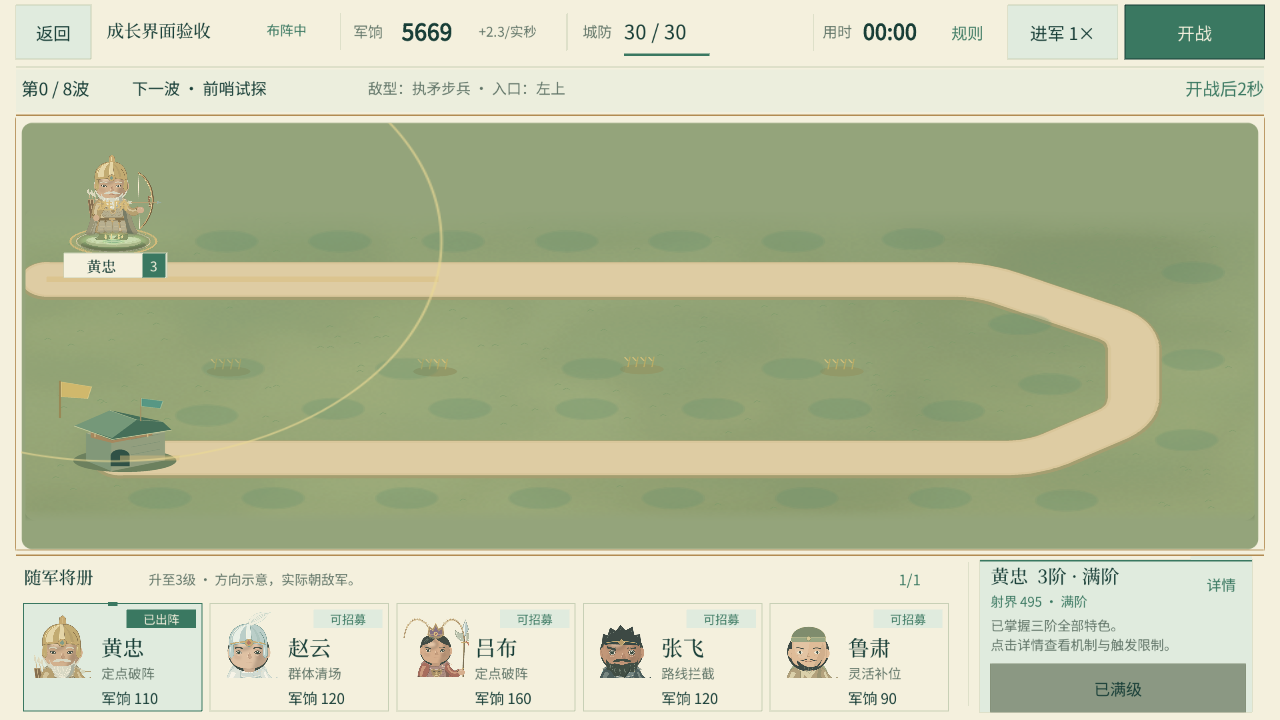 返回
成长界面验收
布阵中
军饷 5669 +2.3/实秒
城防 30 / 30
用时 00:00
规则
进军 1×
开战
第0 / 8波
下一波 · 前哨试探
敌型：执矛步兵 · 入口：左上
开战后2秒
黄忠 3
随军将册
升至3级 · 方向示意，实际朝敌军。
1/1
已出阵
黄忠
定点破阵
军饷 110
可招募
赵云
群体清场
军饷 120
可招募
吕布
定点破阵
军饷 160
可招募
张飞
路线拦截
军饷 120
可招募
鲁肃
灵活补位
军饷 90
黄忠 3阶 · 满阶
详情
射界 495 · 满阶
已掌握三阶全部特色。
点击详情查看机制与触发限制。
已满级